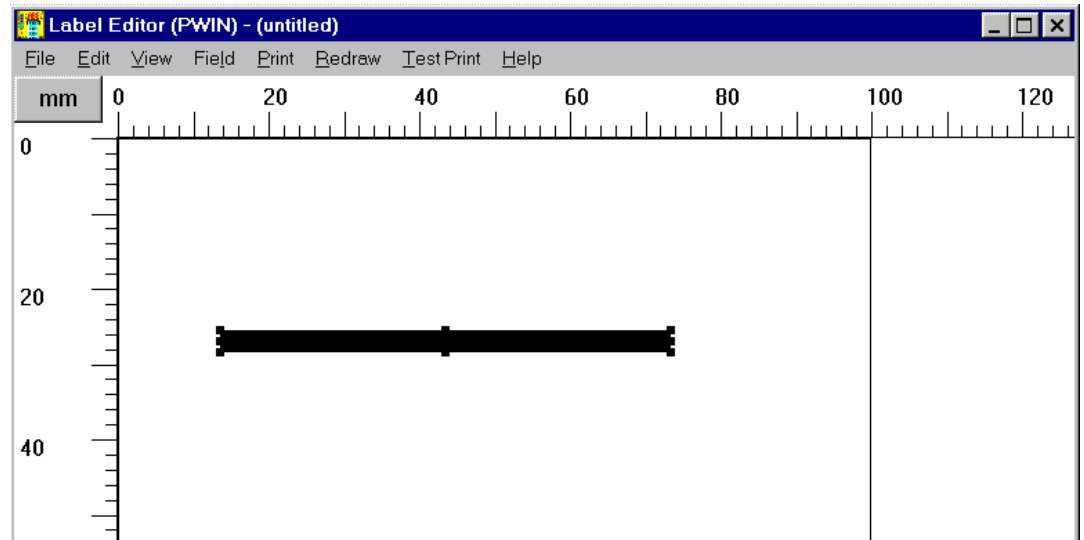 Label Editor (PWIN) - (untitled)
File Edit View Field Print Redraw Test Print Help
mm 0 20 40 60 80 100 120
0
20
40